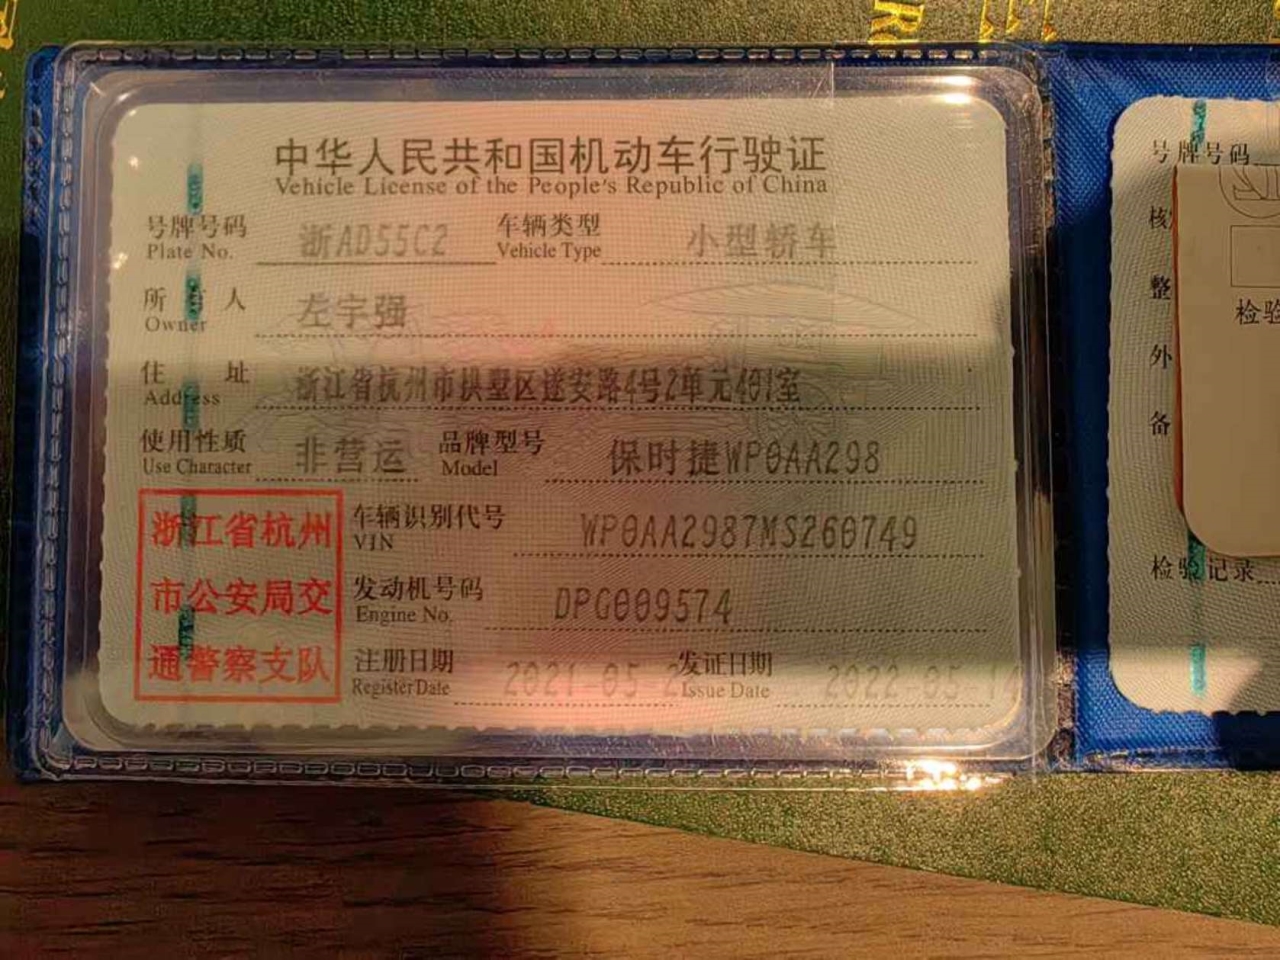 中华人民共和国机动车行驶证
Vehicle License of the People's Republic of China
号牌号码 浙AD55C2 车辆类型 小型轿车
Plate No. Vehicle Type
所 人 左宇强
Owner
住 址 浙江省杭州市拱墅区遂安路4号2单元401室
Address
使用性质 非营运 品牌型号 保时捷WP0AA298
Use Character Model
浙江省杭州
市公安局交
通警察支队
车辆识别代号 WP0AA2987MS260749
VIN
发动机号码 DPG009574
Engine No.
注册日期 2021-05-2 发证日期 2022-05-1
Register Date Issue Date
号牌号码
核
整
外
备
检验
检验记录